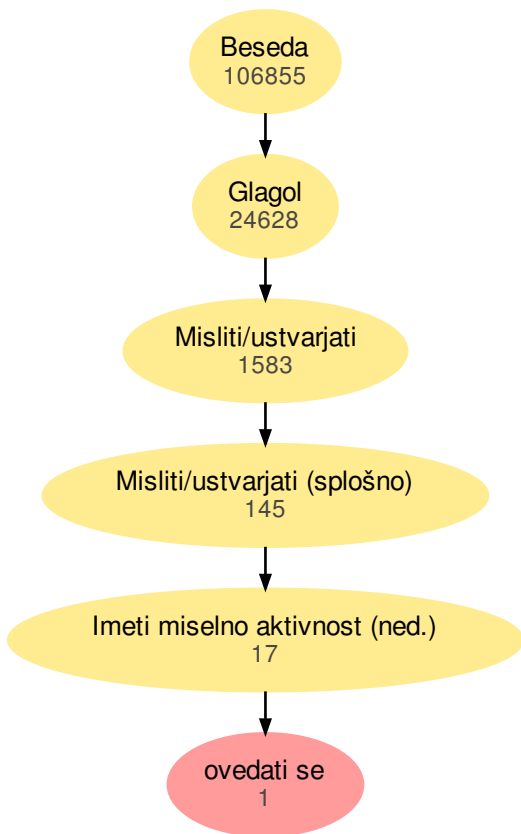 Beseda
106855
Glagol
24628
Misliti/ustvarjati
1583
Misliti/ustvarjati (splošno)
145
Imeti miselno aktivnost (ned.)
17
ovedati se
1